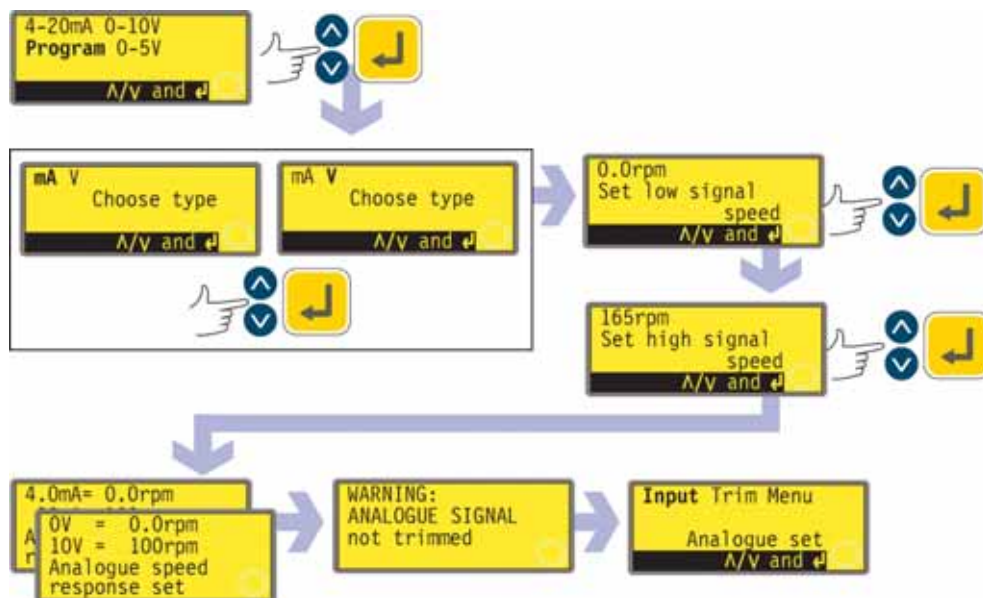 4-20mA 0-10V
Program 0-5V
∧/∨ and ↵
mA V
Choose type
∧/∨ and ↵
mA V
Choose type
∧/∨ and ↵
0.0rpm
Set low signal
speed
∧/∨ and ↵
165rpm
Set high signal
speed
∧/∨ and ↵
4.0mA= 0.0rpm
0V = 0.0rpm
10V = 100rpm
Analogue speed
response set
WARNING:
ANALOGUE SIGNAL
not trimmed
Input Trim Menu
Analogue set
∧/∨ and ↵